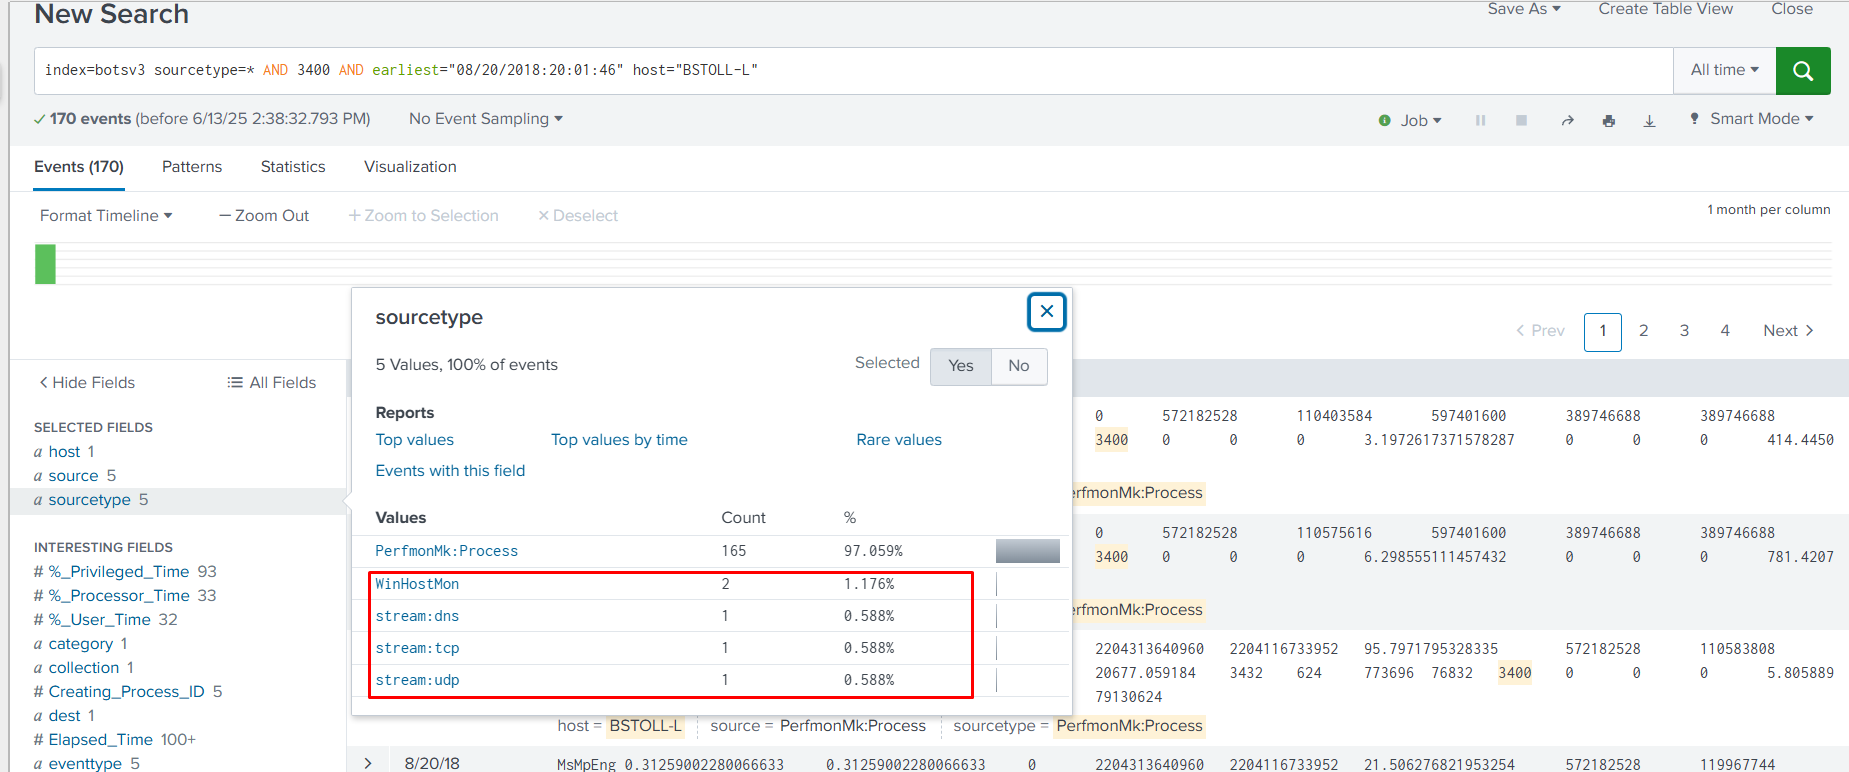 New Search
Save As Create Table View Close
index=botsv3 sourcetype=* AND 3400 AND earliest="08/20/2018:20:01:46" host="BSTOLL-L"
All time
170 events (before 6/13/25 2:38:32.793 PM) No Event Sampling
Job Smart Mode
Events (170) Patterns Statistics Visualization
Format Timeline — Zoom Out + Zoom to Selection × Deselect
1 month per column
sourcetype
< Prev 1 2 3 4 Next >
5 Values, 100% of events Selected Yes No
< Hide Fields All Fields
Reports
SELECTED FIELDS
a host 1
a source 5
a sourcetype 5
Top values Top values by time Rare values
Events with this field
INTERESTING FIELDS
# %_Privileged_Time 93
# %_Processor_Time 33
# %_User_Time 32
a category 1
a collection 1
# Creating_Process_ID 5
a dest 1
# Elapsed_Time 100+
a eventtype 5
Values Count %
PerfmonMk:Process 165 97.059%
WinHostMon 2 1.176%
stream:dns 1 0.588%
stream:tcp 1 0.588%
stream:udp 1 0.588%
0 572182528 110403584 597401600 389746688 389746688
3400 0 0 0 3.1972617371578287 0 0 0 414.4450
erfmonMk:Process
0 572182528 110575616 597401600 389746688 389746688
3400 0 0 0 6.298555111457432 0 0 0 781.4207
erfmonMk:Process
2204313640960 2204116733952 95.7971795328335 572182528 110583808
20677.059184 3432 624 773696 76832 3400 0 0 5.805889
79130624
host = BSTOLL-L source = PerfmonMk:Process sourcetype = PerfmonMk:Process
> 8/20/18 MsMpEng 0.31259002280066633 0.31259002280066633 0 2204313640960 2204116733952 21.506276821953254 572182528 119967744